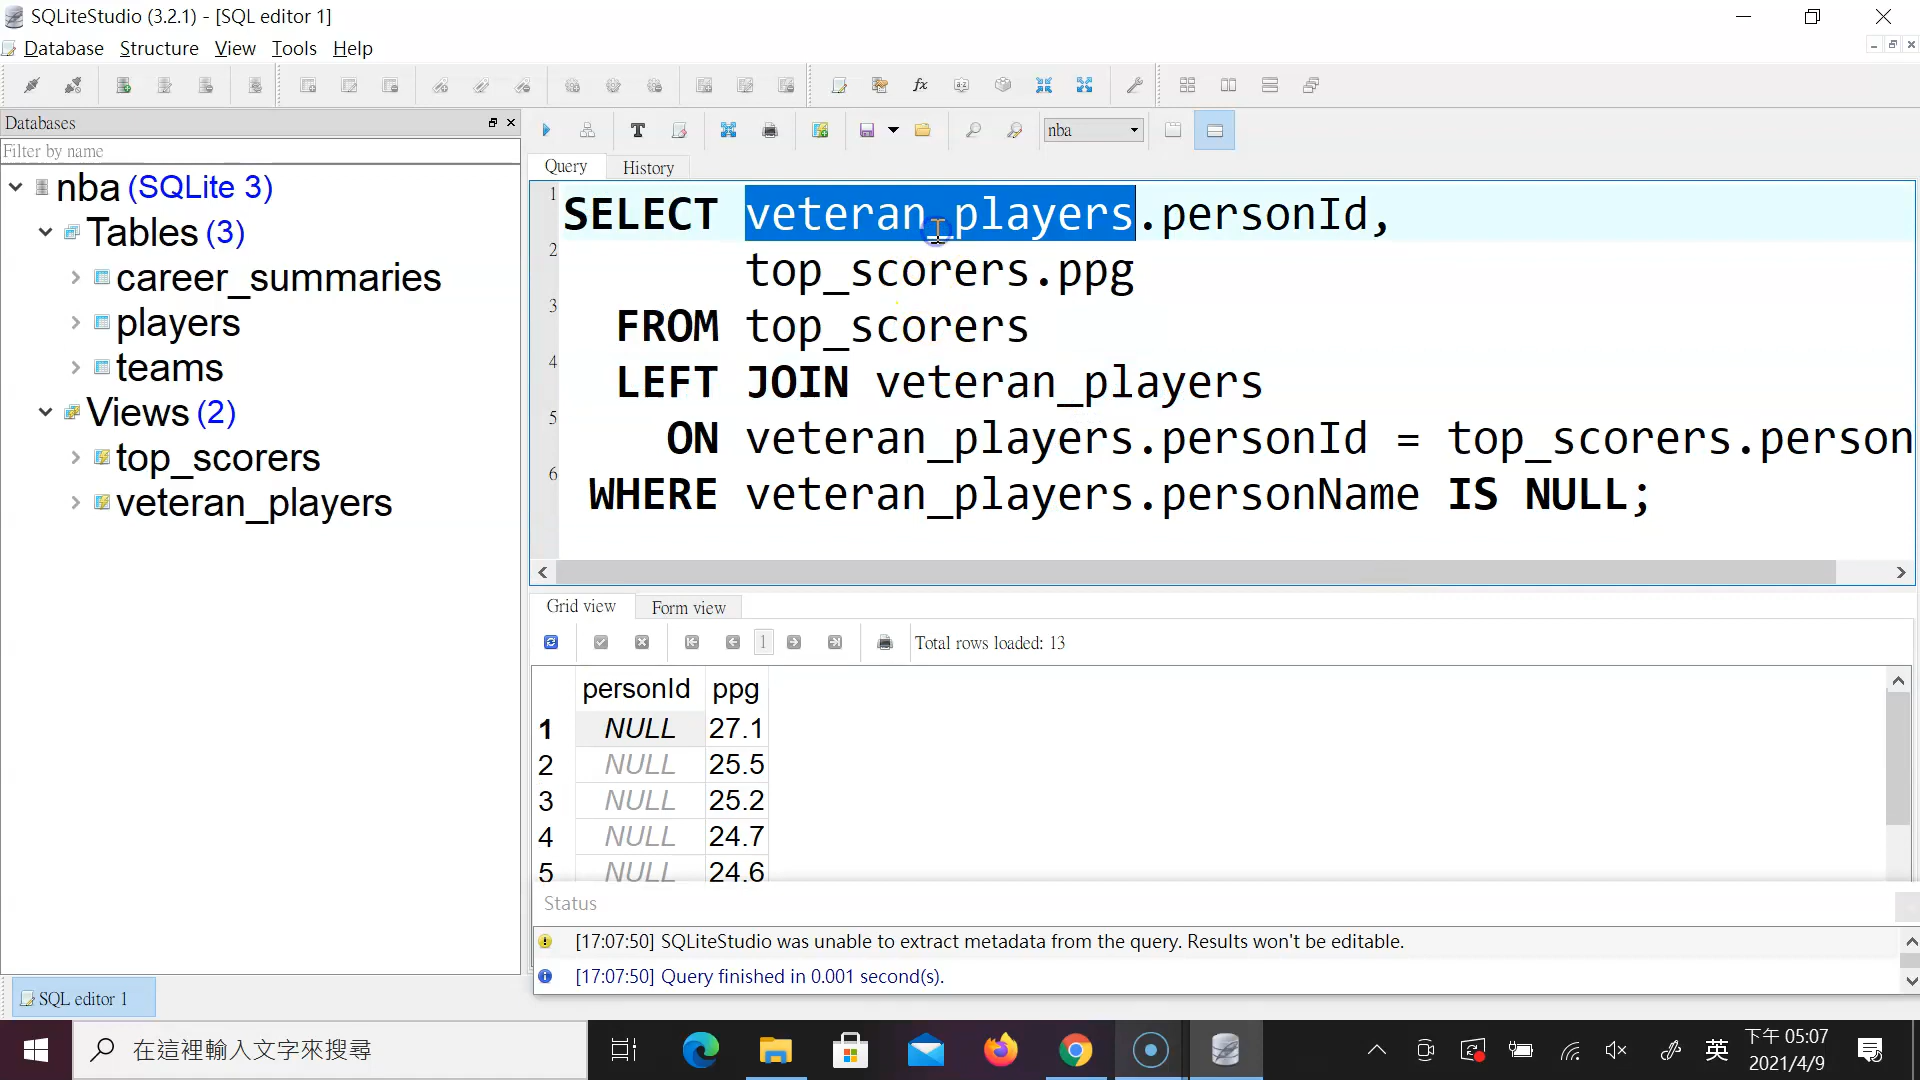 SQLiteStudio (3.2.1) - [SQL editor 1]
Database Structure View Tools Help
Databases
Filter by name
nba (SQLite 3)
Tables (3)
career_summaries
players
teams
Views (2)
top_scorers
veteran_players
nba
Query History
1 SELECT veteran_players.personId,
2 top_scorers.ppg
3 FROM top_scorers
4 LEFT JOIN veteran_players
5 ON veteran_players.personId = top_scorers.person
6 WHERE veteran_players.personName IS NULL;
Grid view Form view
1 Total rows loaded: 13
personId ppg
1 NULL 27.1
2 NULL 25.5
3 NULL 25.2
4 NULL 24.7
5 NULL 24.6
Status
[17:07:50] SQLiteStudio was unable to extract metadata from the query. Results won't be editable.
[17:07:50] Query finished in 0.001 second(s).
SQL editor 1
在這裡輸入文字來搜尋
英
下午 05:07
2021/4/9